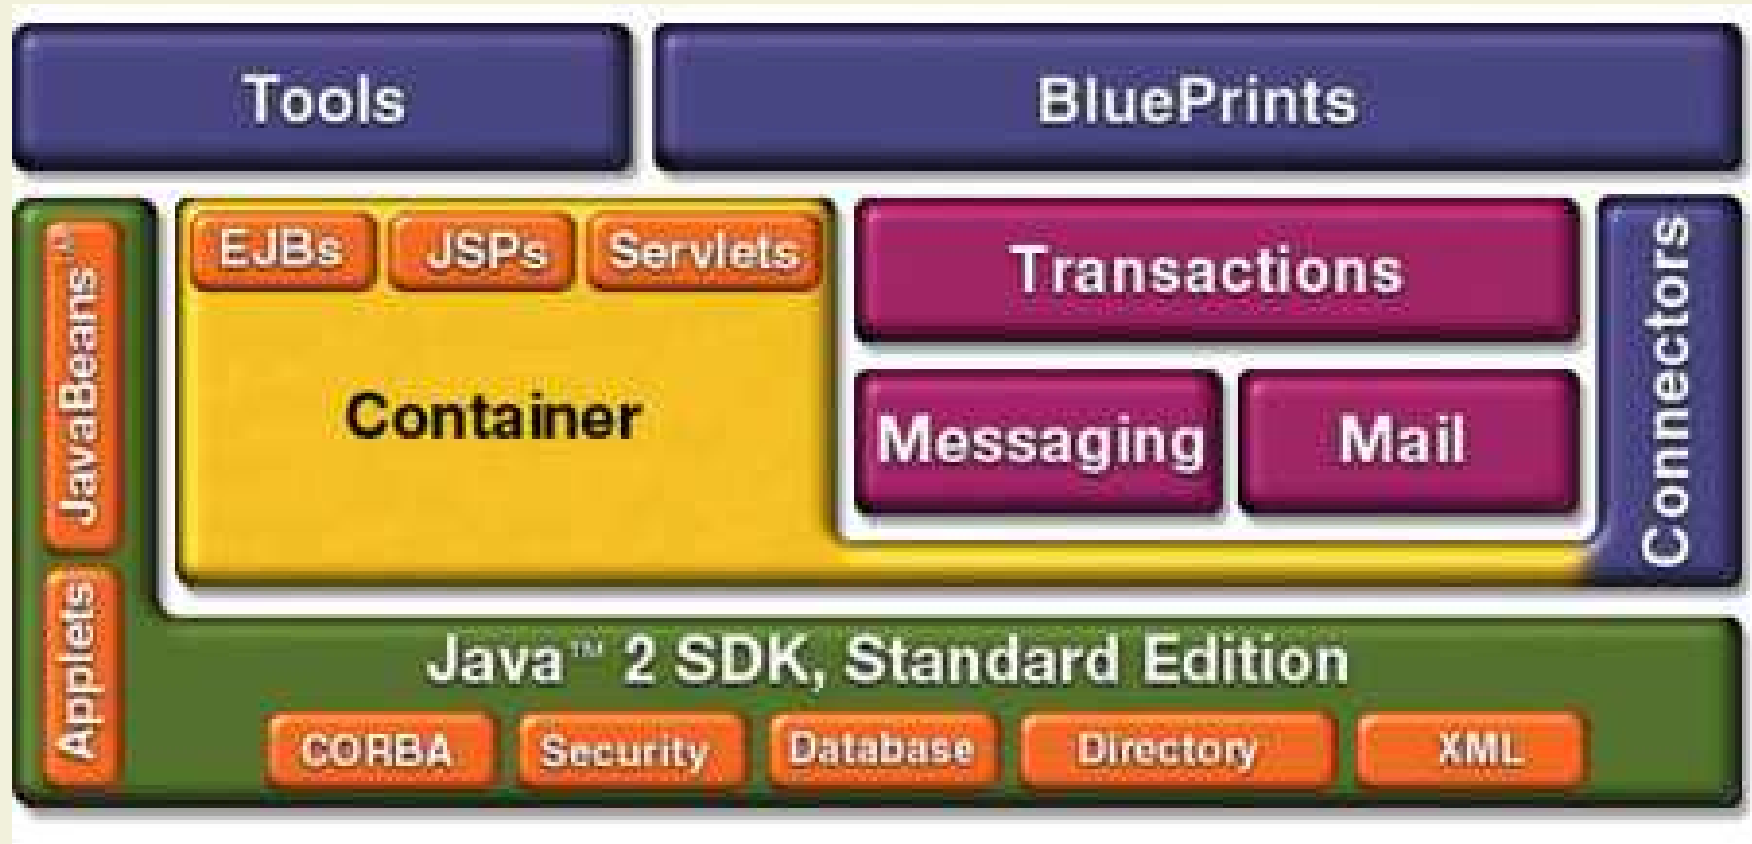 Tools
BluePrints
EJBs
JSPs
Servlets
Container
Transactions
Messaging
Mail
Connectors
JavaBeans™
Applets
Java™ 2 SDK, Standard Edition
CORBA
Security
Database
Directory
XML